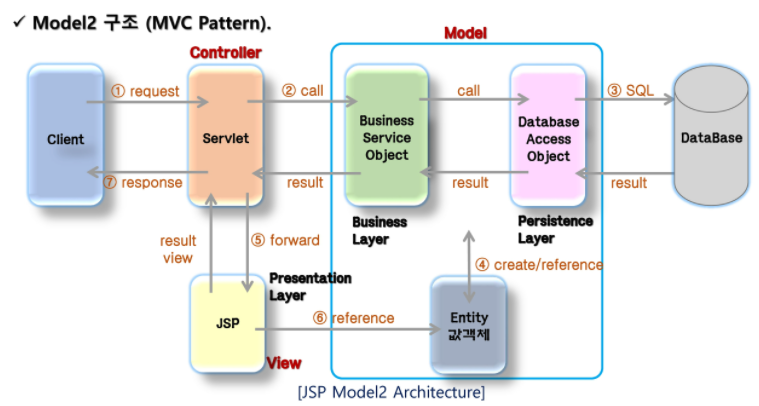 ✓ Model2 구조 (MVC Pattern).
Model
Controller
① request
② call
call
③ SQL
Client
Servlet
Business
Service
Object
Database
Access
Object
DataBase
⑦ response
result
result
result
Business
Layer
Persistence
Layer
result
view
⑤ forward
④ create/reference
Presentation
Layer
JSP
⑥ reference
Entity
값객체
View
[JSP Model2 Architecture]